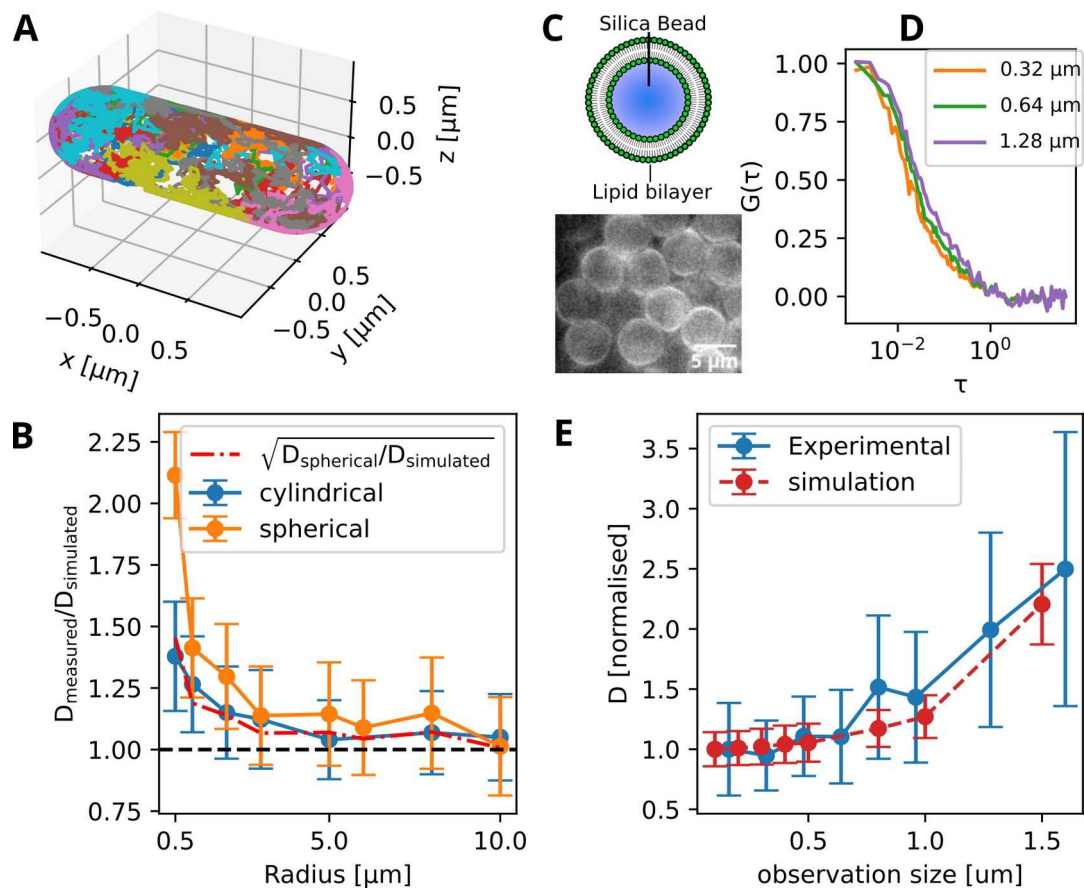 A
0.5
0.0
−0.5
z [μm]
0.5
0.0
−0.5
y [μm]
−0.5
0.0
0.5
x [μm]
C
Silica Bead
Lipid bilayer
5 μm
D
1.00
0.75
0.50
0.25
0.00
G(τ)
0.32 μm
0.64 μm
1.28 μm
10⁻² 10⁰
τ
B
2.25
2.00
1.75
1.50
1.25
1.00
0.75
D_measured/D_simulated
√D_spherical/D_simulated
cylindrical
spherical
0.5 5.0 10.0
Radius [μm]
E
3.5
3.0
2.5
2.0
1.5
1.0
0.5
D [normalised]
Experimental
simulation
0.5 1.0 1.5
observation size [um]